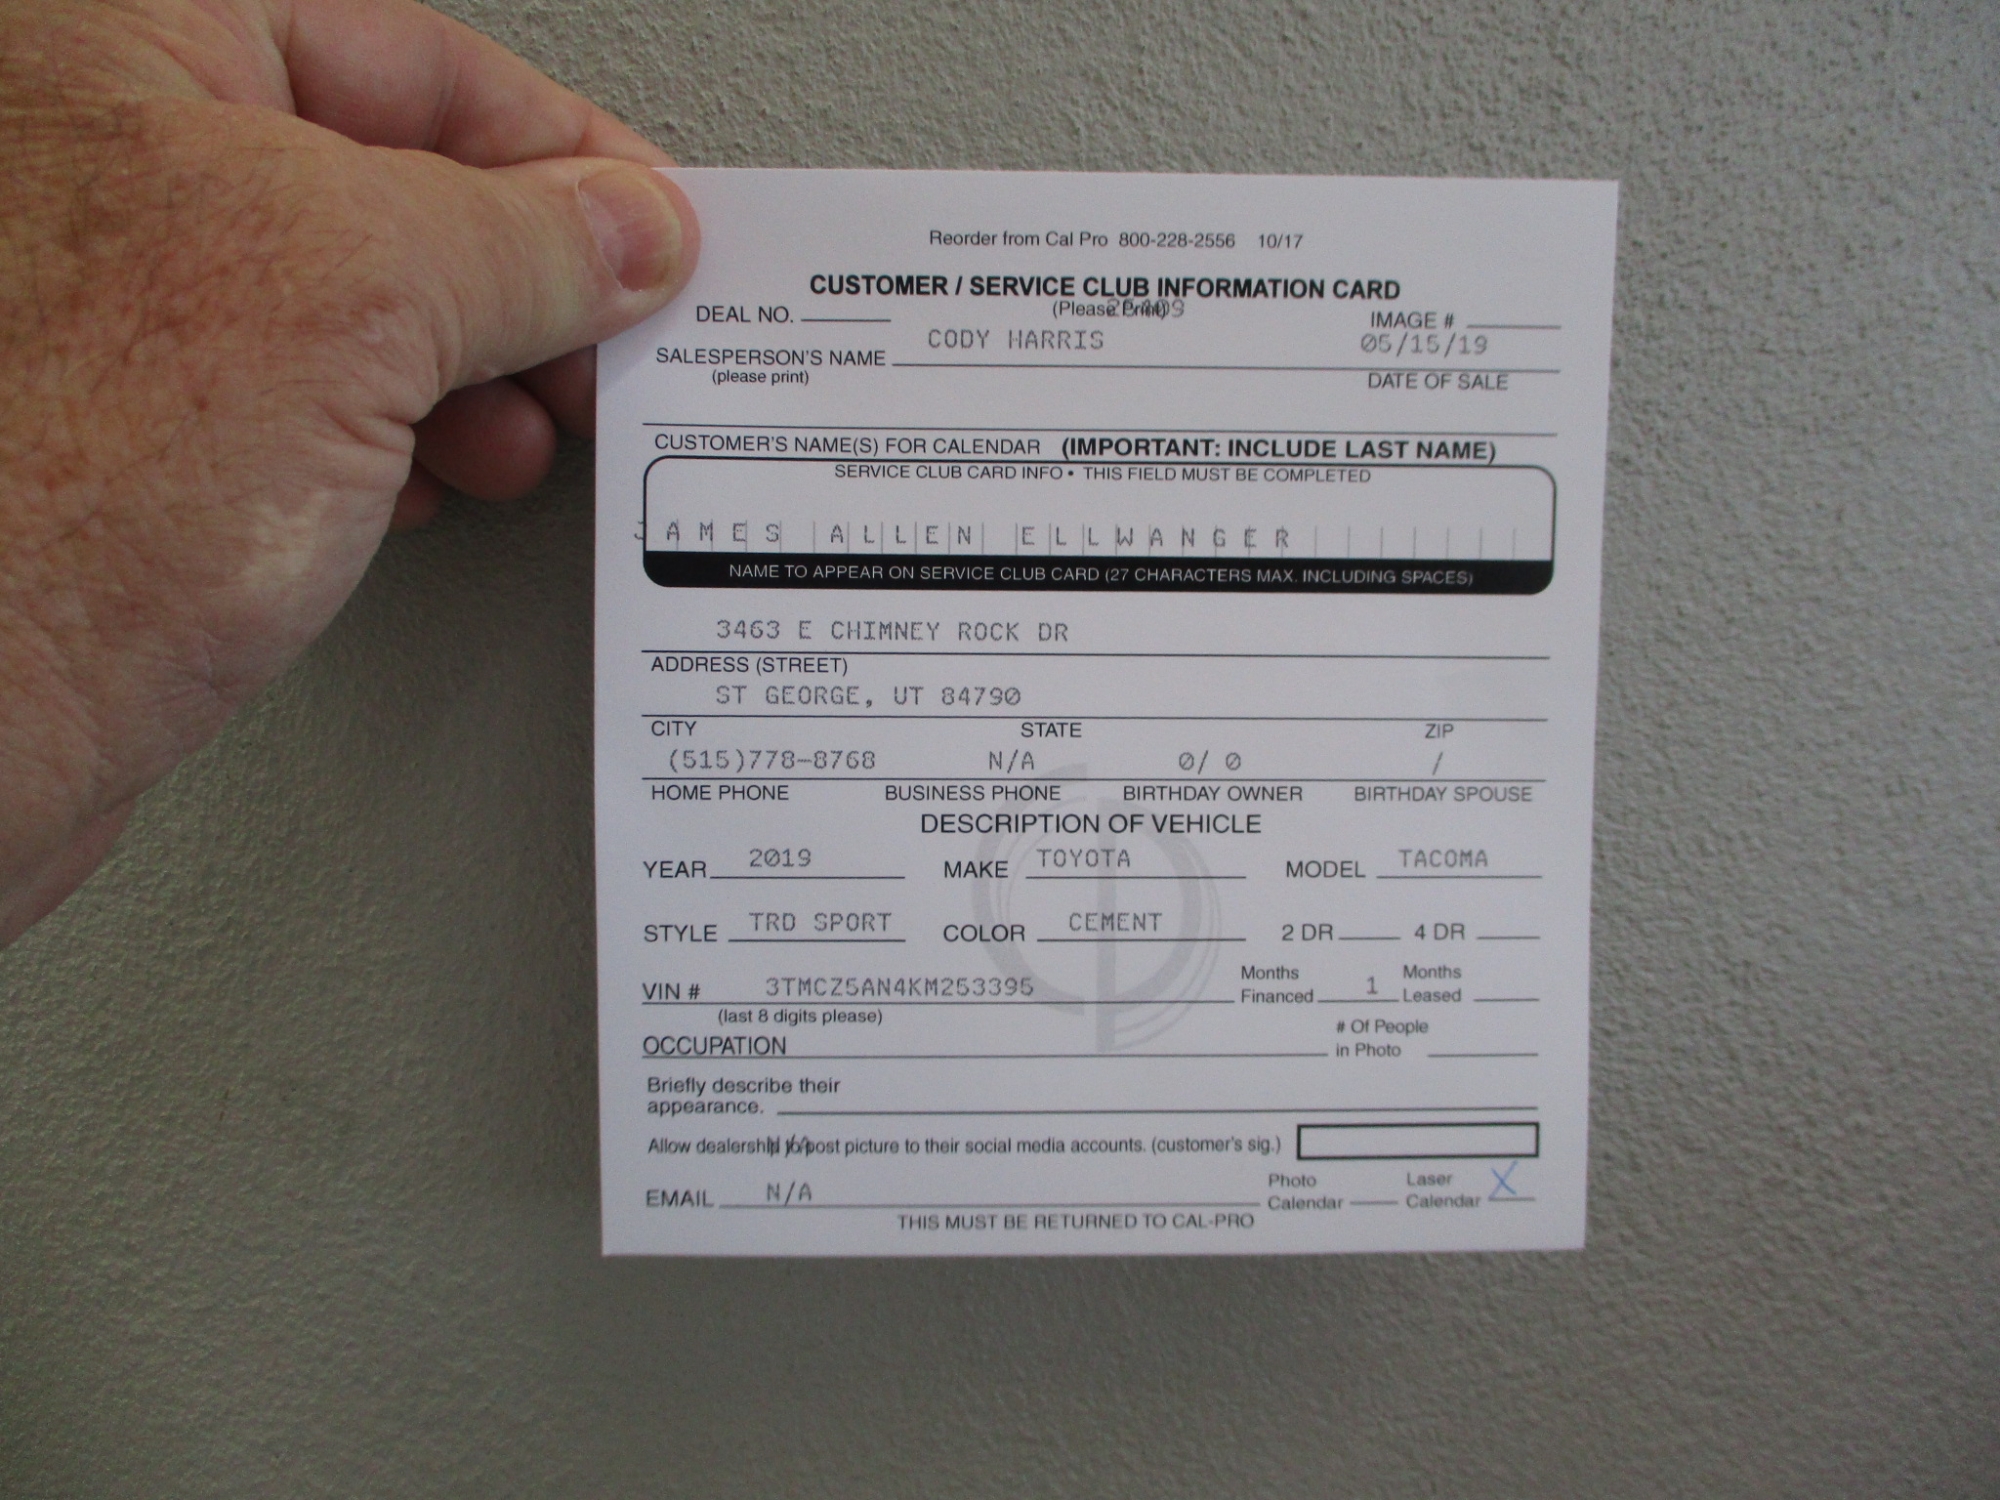 Reorder from Cal Pro 800-228-2556 10/17
CUSTOMER / SERVICE CLUB INFORMATION CARD
(Please Print)
DEAL NO. IMAGE #
CODY HARRIS 05/15/19
SALESPERSON'S NAME
(please print) DATE OF SALE
CUSTOMER'S NAME(S) FOR CALENDAR (IMPORTANT: INCLUDE LAST NAME)
SERVICE CLUB CARD INFO • THIS FIELD MUST BE COMPLETED
JAMES ALLEN ELLWANGER
NAME TO APPEAR ON SERVICE CLUB CARD (27 CHARACTERS MAX. INCLUDING SPACES)
3463 E CHIMNEY ROCK DR
ADDRESS (STREET)
ST GEORGE, UT 84790
CITY STATE ZIP
(515)778-8768 N/A 0/ 0 /
HOME PHONE BUSINESS PHONE BIRTHDAY OWNER BIRTHDAY SPOUSE
DESCRIPTION OF VEHICLE
YEAR 2019 MAKE TOYOTA MODEL TACOMA
STYLE TRD SPORT COLOR CEMENT 2 DR 4 DR
VIN # 3TMCZ5AN4KM253395 Months Financed 1 Months Leased
(last 8 digits please)
OCCUPATION # Of People in Photo
Briefly describe their
appearance.
Allow dealership to post picture to their social media accounts. (customer's sig.)
EMAIL N/A Photo Calendar Laser Calendar X
THIS MUST BE RETURNED TO CAL-PRO